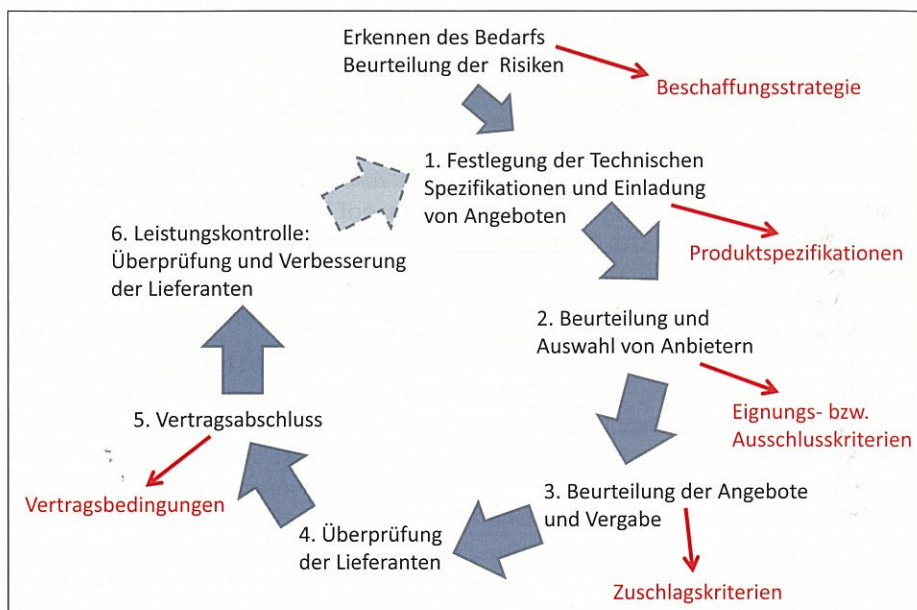 Erkennen des Bedarfs
Beurteilung der Risiken
Beschaffungsstrategie
1. Festlegung der Technischen
Spezifikationen und Einladung
von Angeboten
Produktspezifikationen
2. Beurteilung und
Auswahl von Anbietern
Eignungs- bzw.
Ausschlusskriterien
3. Beurteilung der Angebote
und Vergabe
Zuschlagskriterien
4. Überprüfung
der Lieferanten
5. Vertragsabschluss
Vertragsbedingungen
6. Leistungskontrolle:
Überprüfung und Verbesserung
der Lieferanten